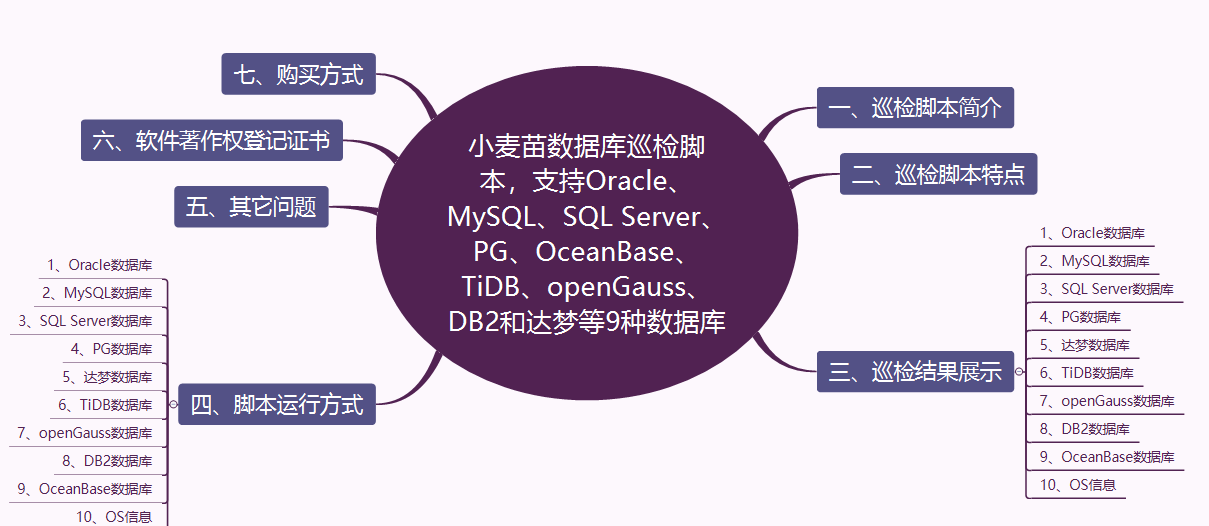 小麦苗数据库巡检脚
本，支持Oracle、
MySQL、SQL Server、
PG、OceanBase、
TiDB、openGauss、
DB2和达梦等9种数据库
一、巡检脚本简介
二、巡检脚本特点
三、巡检结果展示
1、Oracle数据库
2、MySQL数据库
3、SQL Server数据库
4、PG数据库
5、达梦数据库
6、TiDB数据库
7、openGauss数据库
8、DB2数据库
9、OceanBase数据库
10、OS信息
四、脚本运行方式
1、Oracle数据库
2、MySQL数据库
3、SQL Server数据库
4、PG数据库
5、达梦数据库
6、TiDB数据库
7、openGauss数据库
8、DB2数据库
9、OceanBase数据库
10、OS信息
五、其它问题
六、软件著作权登记证书
七、购买方式